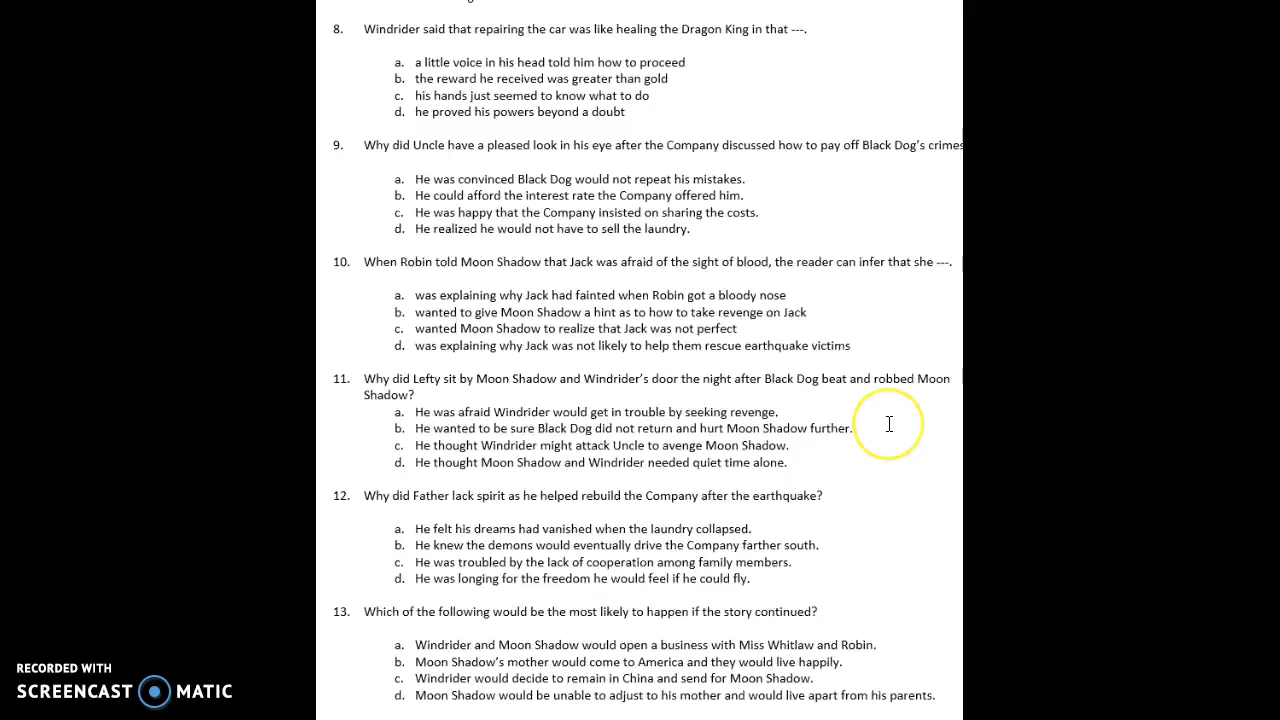 8. Windrider said that repairing the car was like healing the Dragon King in that ---.
a. a little voice in his head told him how to proceed
b. the reward he received was greater than gold
c. his hands just seemed to know what to do
d. he proved his powers beyond a doubt
9. Why did Uncle have a pleased look in his eye after the Company discussed how to pay off Black Dog's crimes
a. He was convinced Black Dog would not repeat his mistakes.
b. He could afford the interest rate the Company offered him.
c. He was happy that the Company insisted on sharing the costs.
d. He realized he would not have to sell the laundry.
10. When Robin told Moon Shadow that Jack was afraid of the sight of blood, the reader can infer that she ---.
a. was explaining why Jack had fainted when Robin got a bloody nose
b. wanted to give Moon Shadow a hint as to how to take revenge on Jack
c. wanted Moon Shadow to realize that Jack was not perfect
d. was explaining why Jack was not likely to help them rescue earthquake victims
11. Why did Lefty sit by Moon Shadow and Windrider's door the night after Black Dog beat and robbed Moon
Shadow?
a. He was afraid Windrider would get in trouble by seeking revenge.
b. He wanted to be sure Black Dog did not return and hurt Moon Shadow further.
c. He thought Windrider might attack Uncle to avenge Moon Shadow.
d. He thought Moon Shadow and Windrider needed quiet time alone.
12. Why did Father lack spirit as he helped rebuild the Company after the earthquake?
a. He felt his dreams had vanished when the laundry collapsed.
b. He knew the demons would eventually drive the Company farther south.
c. He was troubled by the lack of cooperation among family members.
d. He was longing for the freedom he would feel if he could fly.
13. Which of the following would be the most likely to happen if the story continued?
a. Windrider and Moon Shadow would open a business with Miss Whitlaw and Robin.
b. Moon Shadow's mother would come to America and they would live happily.
c. Windrider would decide to remain in China and send for Moon Shadow.
d. Moon Shadow would be unable to adjust to his mother and would live apart from his parents.
RECORDED WITH
SCREENCAST MATIC